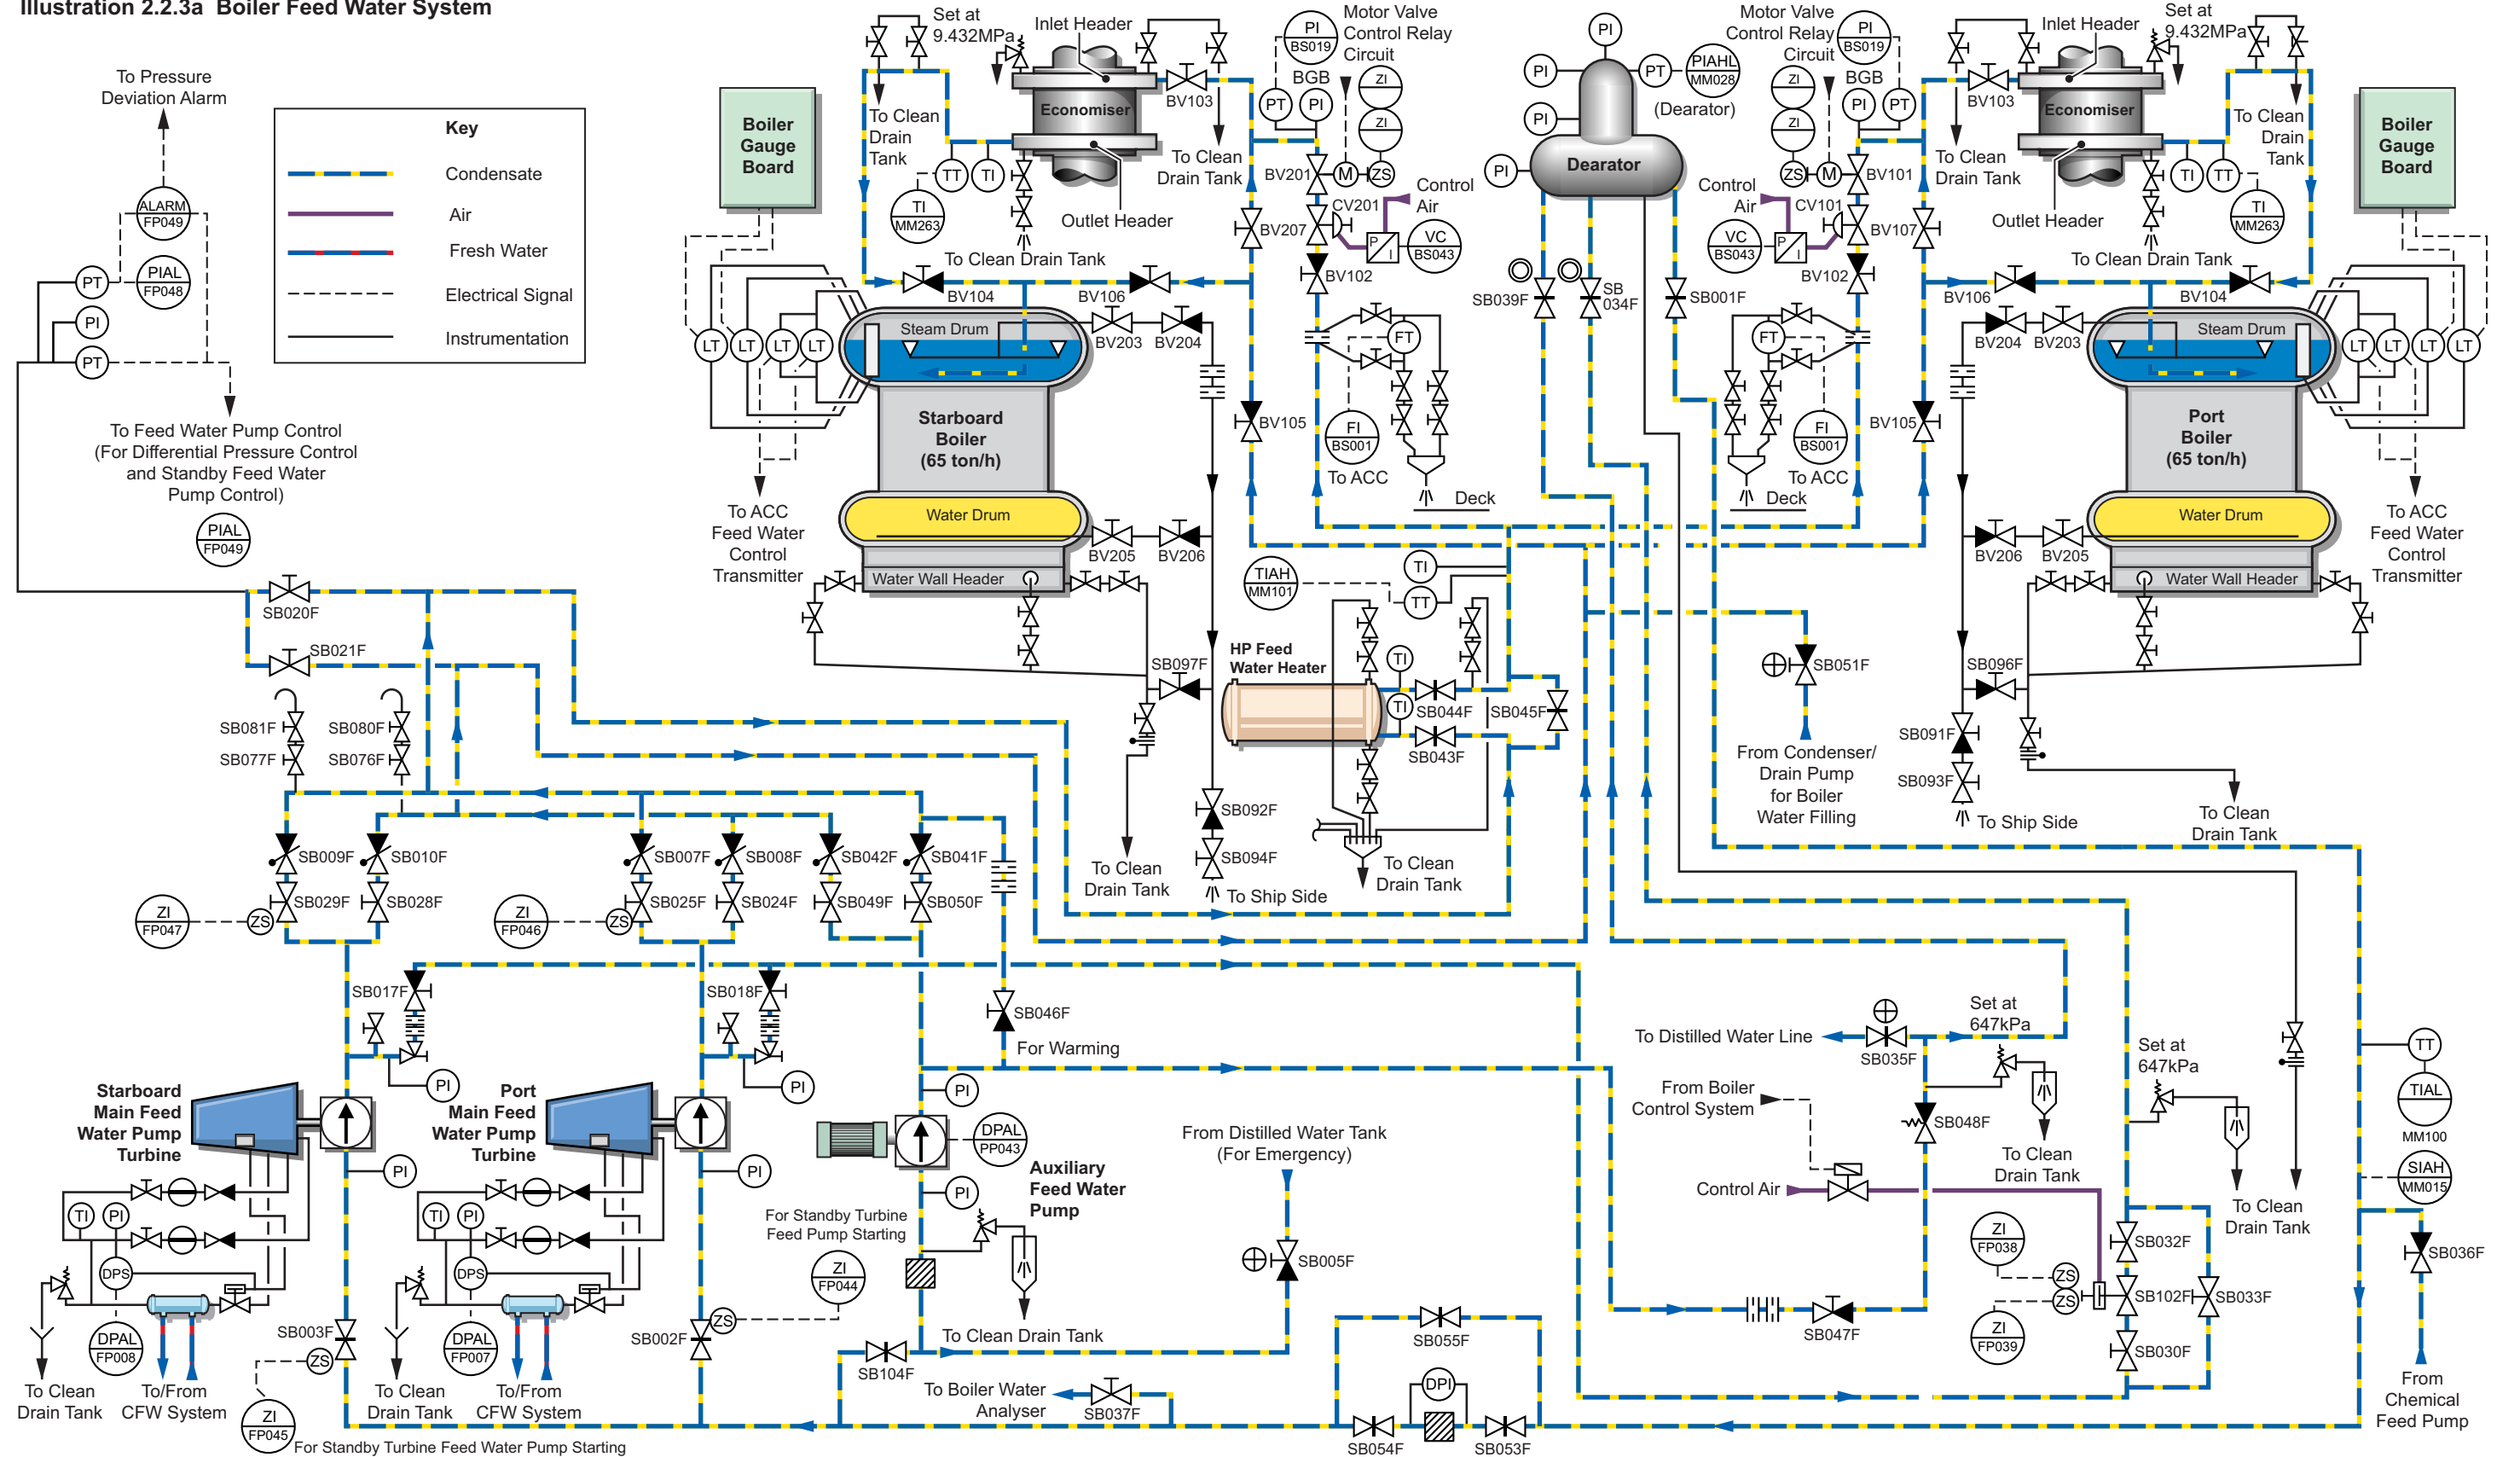 Illustration 2.2.3a Boiler Feed Water System
To Pressure
Deviation Alarm
Key
Condensate
Air
Fresh Water
Electrical Signal
Instrumentation
ALARM
FP049
PT
PIAL
FP048
PI
PT
To Feed Water Pump Control
(For Differential Pressure Control
and Standby Feed Water
Pump Control)
PIAL
FP049
Boiler
Gauge
Board
Set at
9.432MPa
Inlet Header
Economiser
Outlet Header
To Clean
Drain
Tank
BV103
To Clean
Drain Tank
TT
TI
TI
MM263
To Clean Drain Tank
PI
BS019
Motor Valve
Control Relay
Circuit
BGB
PT
PI
ZI
ZI
BV201
M
ZS
Control
Air
CV201
P
I
VC
BS043
BV207
BV102
BV104
BV106
BV203
BV204
LT
LT
LT
LT
Steam Drum
Starboard
Boiler
(65 ton/h)
Water Drum
Water Wall Header
BV105
FT
FI
BS001
To ACC
Deck
BV205
BV206
To ACC
Feed Water
Control
Transmitter
PI
PI
PI
PI
PT
PIAHL
MM028
(Dearator)
Dearator
SB039F
SB
034F
SB001F
Motor Valve
Control Relay
Circuit
PI
BS019
BGB
PI
PT
ZI
ZI
ZS
M
BV101
Control
Air
CV101
VC
BS043
P
I
BV107
BV102
Inlet Header
Set at
9.432MPa
BV103
Economiser
Outlet Header
To Clean
Drain Tank
To Clean
Drain
Tank
TI
TT
TI
MM263
To Clean Drain Tank
Boiler
Gauge
Board
BV106
BV104
BV204
BV203
Steam Drum
LT
LT
LT
LT
Port
Boiler
(65 ton/h)
BV105
FT
FI
BS001
To ACC
Deck
Water Drum
BV206
BV205
Water Wall Header
To ACC
Feed Water
Control
Transmitter
SB020F
SB021F
SB081F
SB077F
SB080F
SB076F
TIAH
MM101
TI
TT
HP Feed
Water Heater
TI
TI
SB044F
SB045F
SB043F
SB097F
SB092F
SB094F
To Ship Side
To Clean
Drain Tank
To Clean
Drain Tank
SB051F
From Condenser/
Drain Pump
for Boiler
Water Filling
SB096F
SB091F
SB093F
To Ship Side
To Clean
Drain Tank
SB009F
SB010F
SB007F
SB008F
SB042F
SB041F
ZI
FP047
ZS
SB029F
SB028F
ZI
FP046
ZS
SB025F
SB024F
SB049F
SB050F
SB017F
SB018F
SB046F
For Warming
PI
PI
PI
Starboard
Main Feed
Water Pump
Turbine
Port
Main Feed
Water Pump
Turbine
DPAL
PP043
Auxiliary
Feed Water
Pump
PI
PI
PI
TI
PI
DPS
DPAL
FP008
To Clean
Drain Tank
To/From
CFW System
TI
PI
DPS
DPAL
FP007
To Clean
Drain Tank
To/From
CFW System
SB003F
ZS
ZI
FP045
For Standby Turbine Feed Water Pump Starting
SB002F
ZS
For Standby Turbine
Feed Pump Starting
ZI
FP044
To Clean Drain Tank
SB104F
From Distilled Water Tank
(For Emergency)
SB005F
To Boiler Water
Analyser
SB037F
SB055F
DPI
SB054F
SB053F
To Distilled Water Line
SB035F
Set at
647kPa
From Boiler
Control System
SB048F
To Clean
Drain Tank
Control Air
SB047F
Set at
647kPa
To Clean
Drain Tank
ZI
FP038
ZS
ZS
ZI
FP039
SB032F
SB102F
SB033F
SB030F
TT
TIAL
MM100
SIAH
MM015
SB036F
From
Chemical
Feed Pump